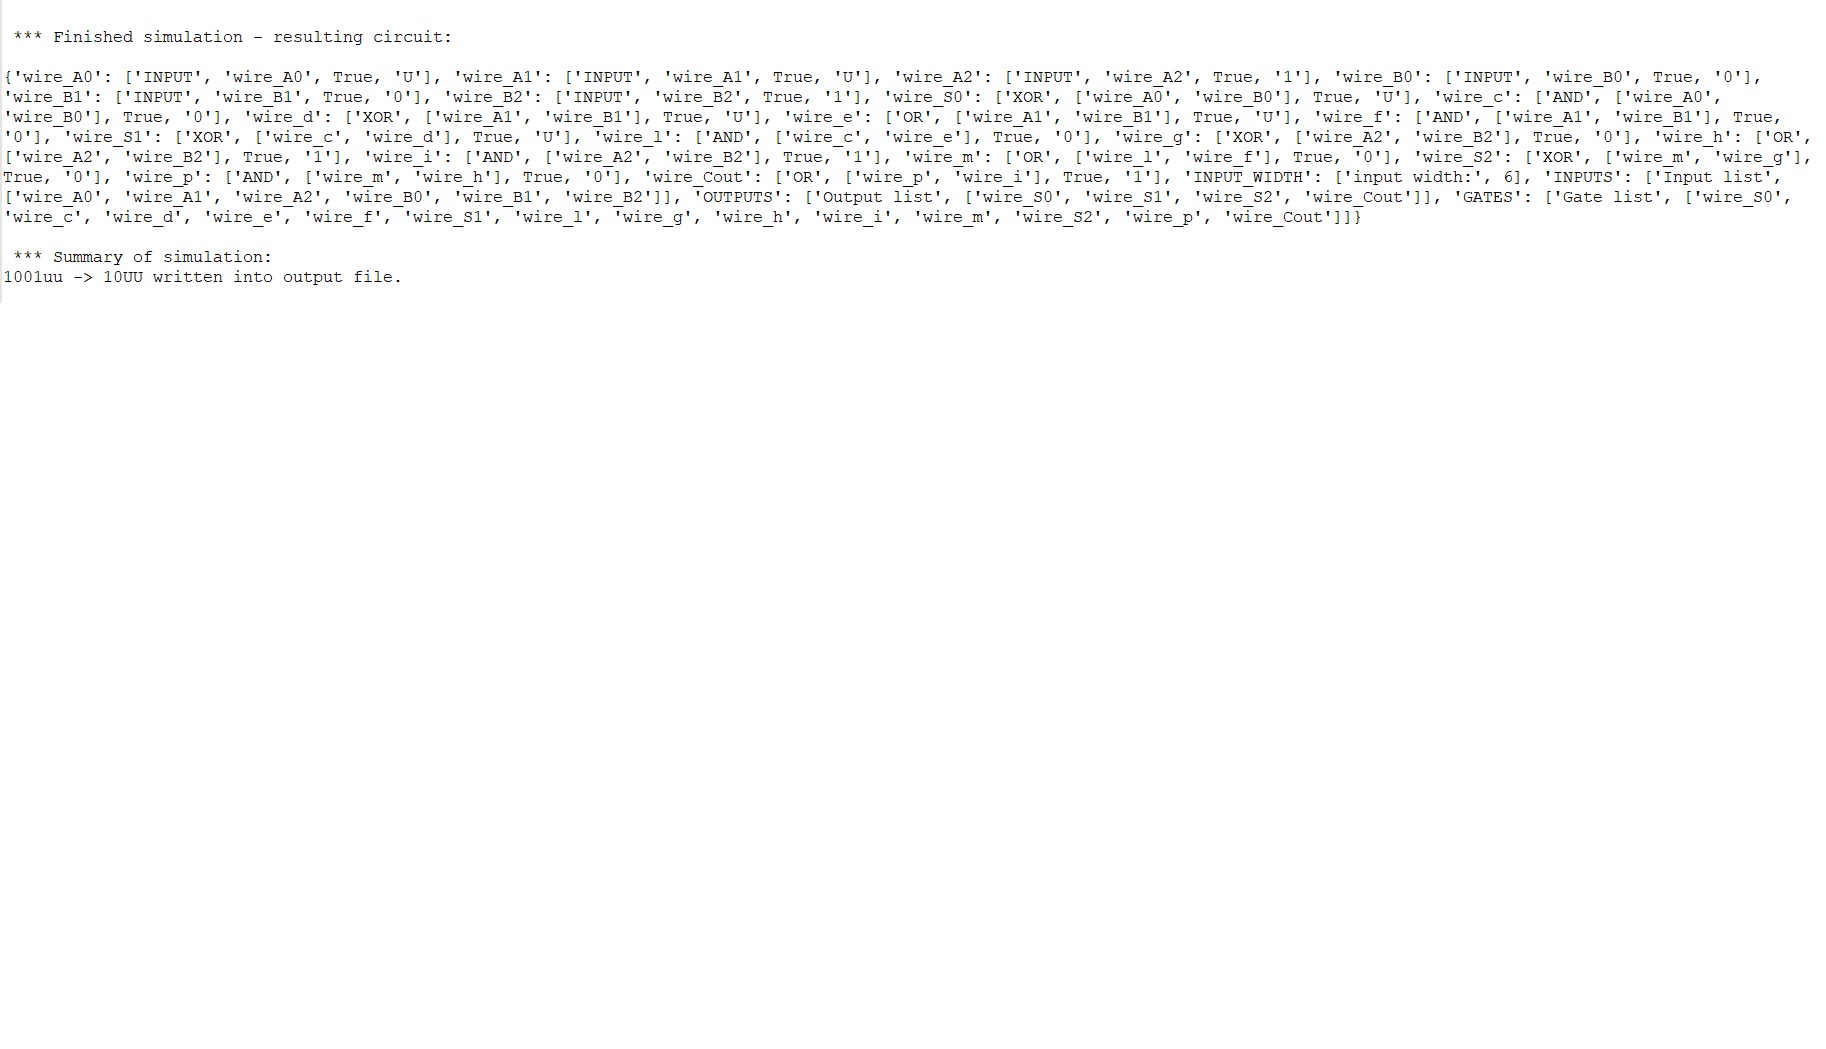 *** Finished simulation - resulting circuit:
{'wire_A0': ['INPUT', 'wire_A0', True, 'U'], 'wire_A1': ['INPUT', 'wire_A1', True, 'U'], 'wire_A2': ['INPUT', 'wire_A2', True, '1'], 'wire_B0': ['INPUT', 'wire_B0', True, '0'],
'wire_B1': ['INPUT', 'wire_B1', True, '0'], 'wire_B2': ['INPUT', 'wire_B2', True, '1'], 'wire_S0': ['XOR', ['wire_A0', 'wire_B0'], True, 'U'], 'wire_c': ['AND', ['wire_A0',
'wire_B0'], True, '0'], 'wire_d': ['XOR', ['wire_A1', 'wire_B1'], True, 'U'], 'wire_e': ['OR', ['wire_A1', 'wire_B1'], True, 'U'], 'wire_f': ['AND', ['wire_A1', 'wire_B1'], True,
'0'], 'wire_S1': ['XOR', ['wire_c', 'wire_d'], True, 'U'], 'wire_l': ['AND', ['wire_c', 'wire_e'], True, '0'], 'wire_g': ['XOR', ['wire_A2', 'wire_B2'], True, '0'], 'wire_h': ['OR',
['wire_A2', 'wire_B2'], True, '1'], 'wire_i': ['AND', ['wire_A2', 'wire_B2'], True, '1'], 'wire_m': ['OR', ['wire_l', 'wire_f'], True, '0'], 'wire_S2': ['XOR', ['wire_m', 'wire_g'],
True, '0'], 'wire_p': ['AND', ['wire_m', 'wire_h'], True, '0'], 'wire_Cout': ['OR', ['wire_p', 'wire_i'], True, '1'], 'INPUT_WIDTH': ['input width:', 6], 'INPUTS': ['Input list',
['wire_A0', 'wire_A1', 'wire_A2', 'wire_B0', 'wire_B1', 'wire_B2']], 'OUTPUTS': ['Output list', ['wire_S0', 'wire_S1', 'wire_S2', 'wire_Cout']], 'GATES': ['Gate list', ['wire_S0',
'wire_c', 'wire_d', 'wire_e', 'wire_f', 'wire_S1', 'wire_l', 'wire_g', 'wire_h', 'wire_i', 'wire_m', 'wire_S2', 'wire_p', 'wire_Cout']]}
*** Summary of simulation:
1001uu -> 10UU written into output file.